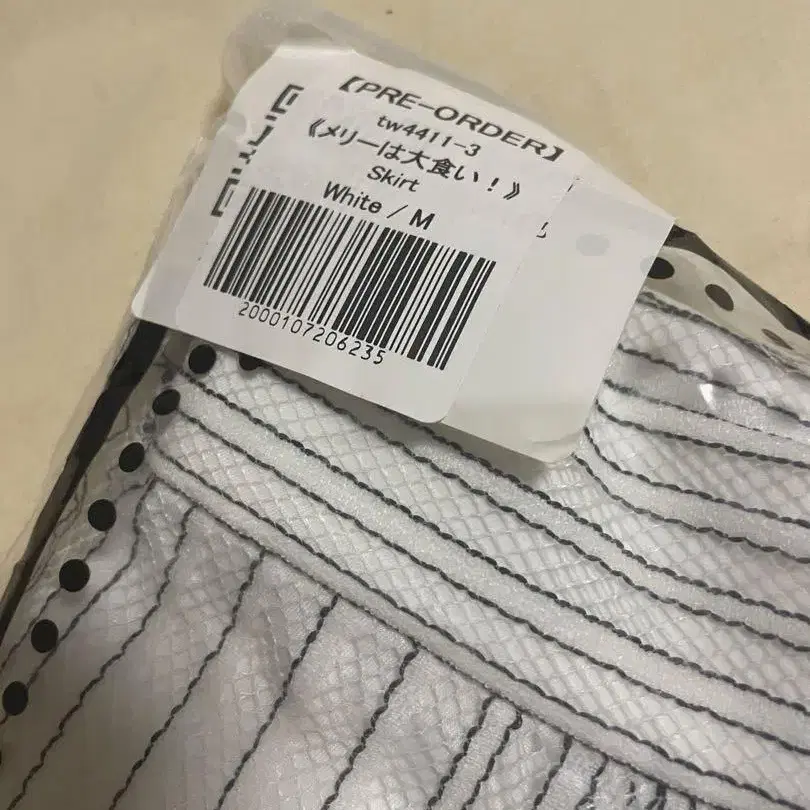 【PRE-ORDER】
tw4411-3
《メリーは大食い！》
Skirt
White / M
2000107206235